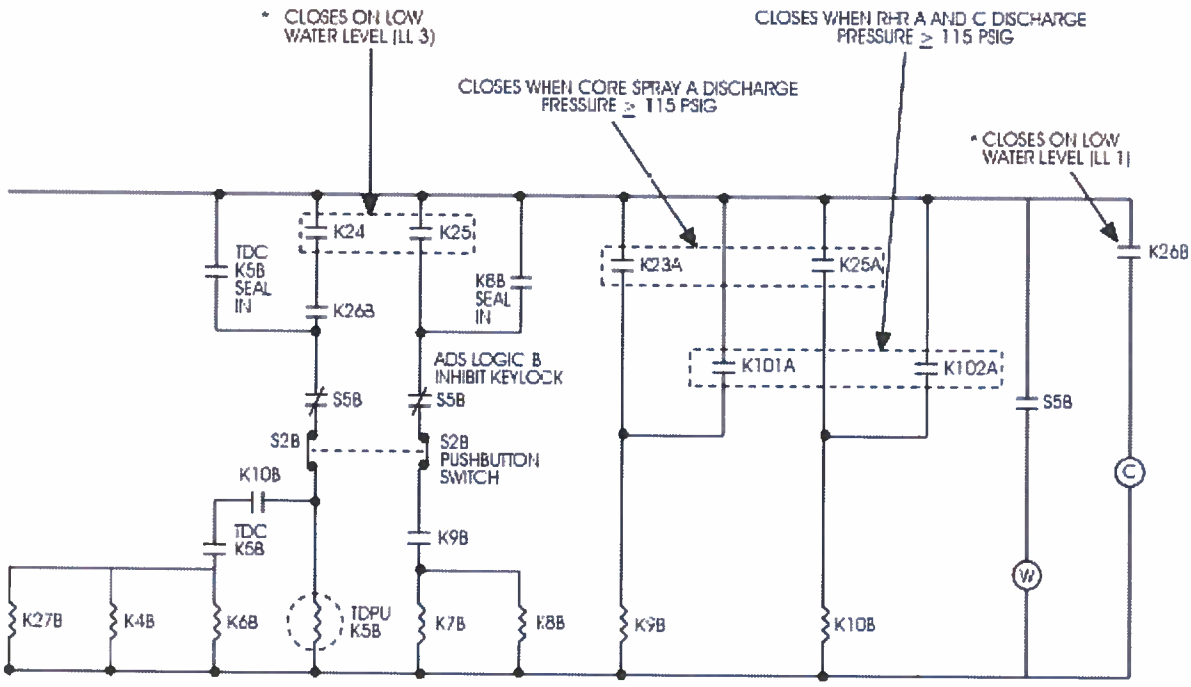 * CLOSES ON LOW
WATER LEVEL (LL 3)
CLOSES WHEN RHR A AND C DISCHARGE
PRESSURE ≥ 115 PSIG
CLOSES WHEN CORE SPRAY A DISCHARGE
PRESSURE ≥ 115 PSIG
* CLOSES ON LOW
WATER LEVEL (LL 1)
K24
K25
TDC
K5B
SEAL
IN
K8B
SEAL
IN
K23A
K25A
K26B
K26B
ADS LOGIC B
INHIBIT KEYLOCK
K101A
K102A
S5B
S5B
S5B
S2B
S2B
PUSHBUTTON
SWITCH
K10B
C
TDC
K5B
K9B
W
K27B
K4B
K6B
TDPU
K5B
K7B
K8B
K9B
K10B